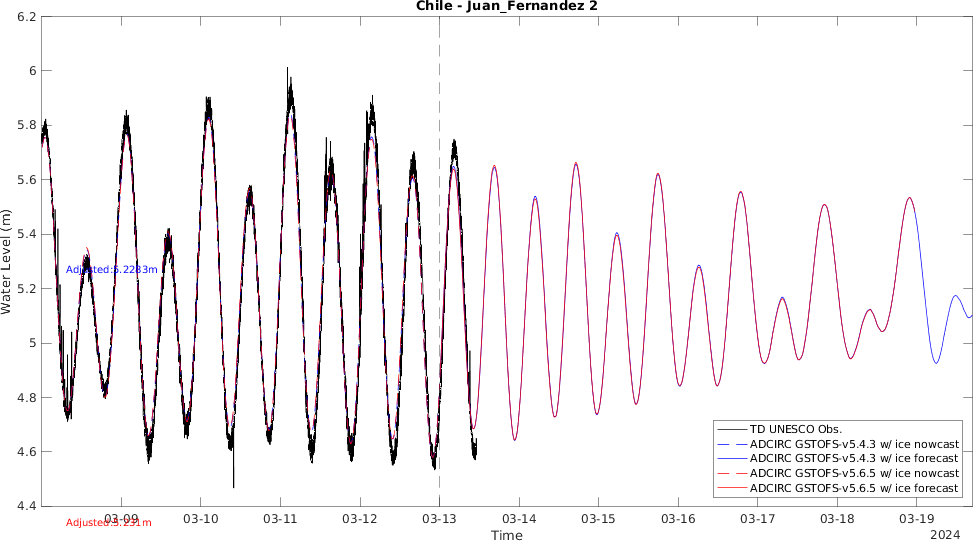 Chile - Juan_Fernandez 2
6.2
6
5.8
5.6
5.4
5.2
5
4.8
4.6
4.4
Water Level (m)
Adjusted:5.2283m
Adjusted:5.231m
TD UNESCO Obs.
ADCIRC GSTOFS-v5.4.3 w/ ice nowcast
ADCIRC GSTOFS-v5.4.3 w/ ice forecast
ADCIRC GSTOFS-v5.6.5 w/ ice nowcast
ADCIRC GSTOFS-v5.6.5 w/ ice forecast
03-09 03-10 03-11 03-12 03-13 03-14 03-15 03-16 03-17 03-18 03-19
Time
2024